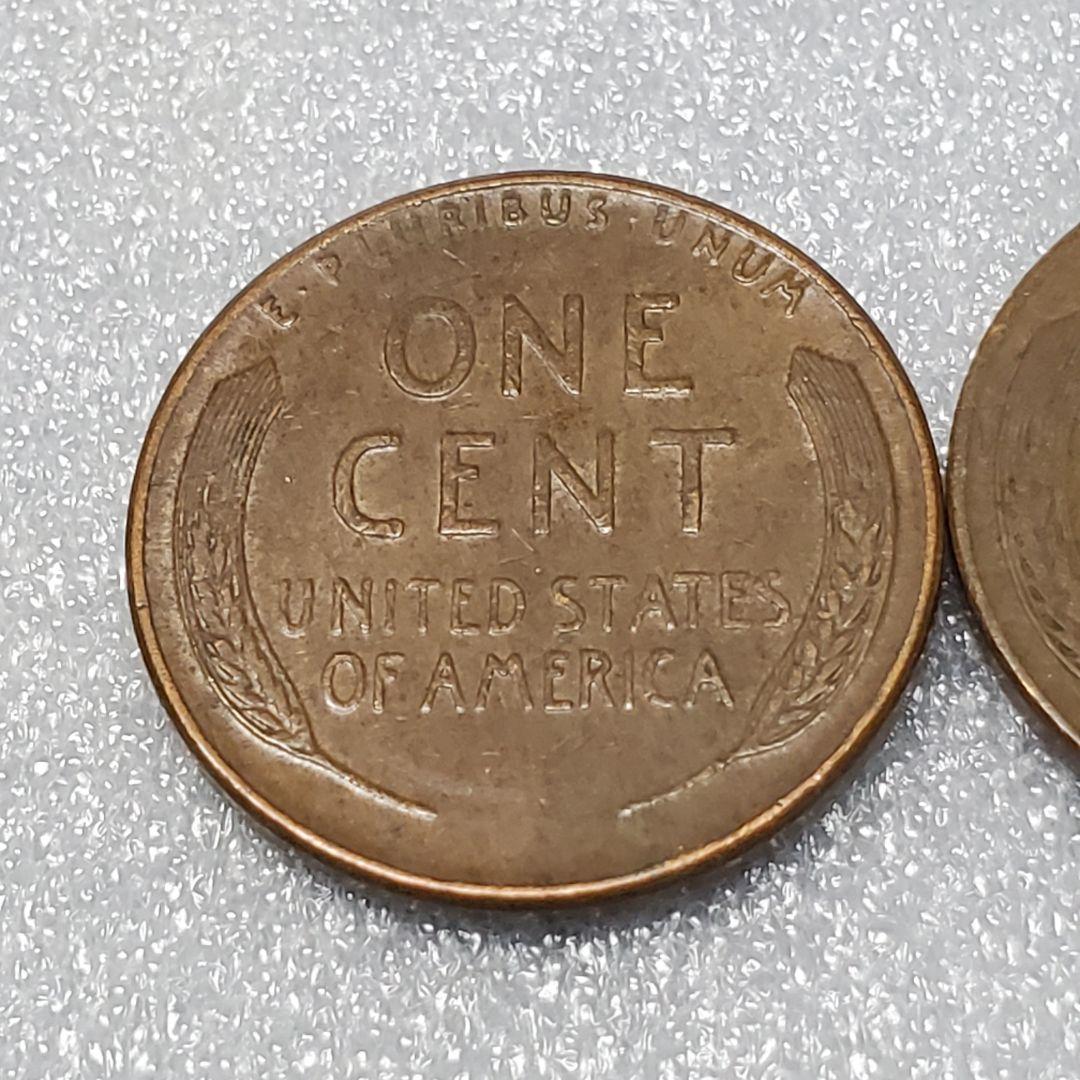 E·PLURIBUS·UNUM
ONE
CENT
UNITED STATES
OF AMERICA